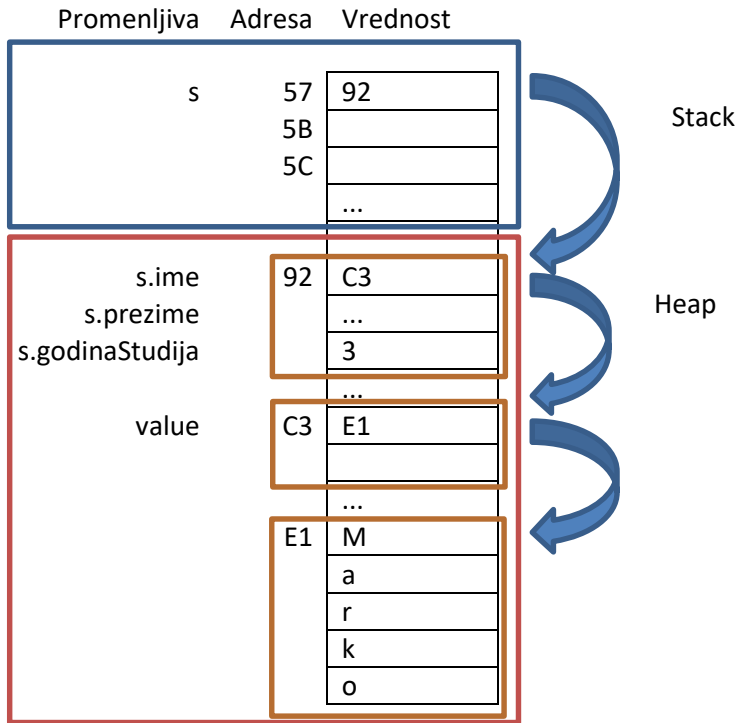 Promenljiva Adresa Vrednost
s 57 92
Stack
5B
5C
...
s.ime 92 C3
s.prezime ...
Heap
s.godinaStudija 3
...
value C3 E1
...
E1 M
a
r
k
o